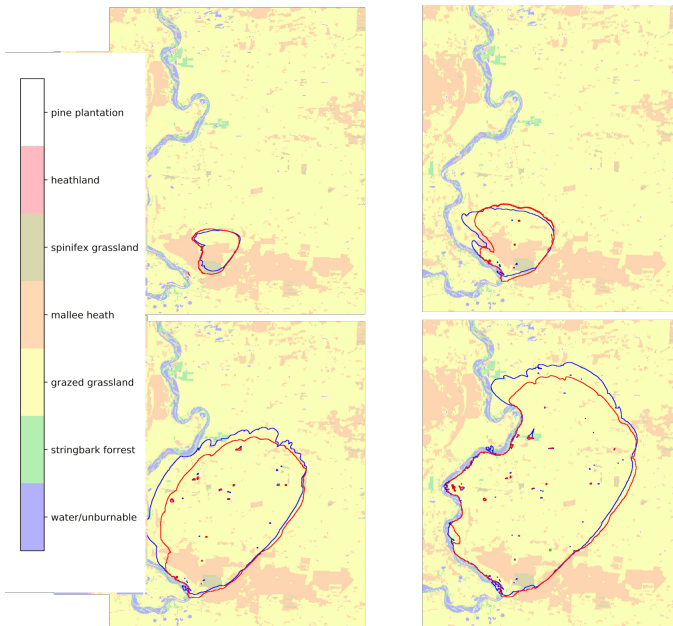 pine plantation
heathland
spinifex grassland
mallee heath
grazed grassland
stringbark forrest
water/unburnable